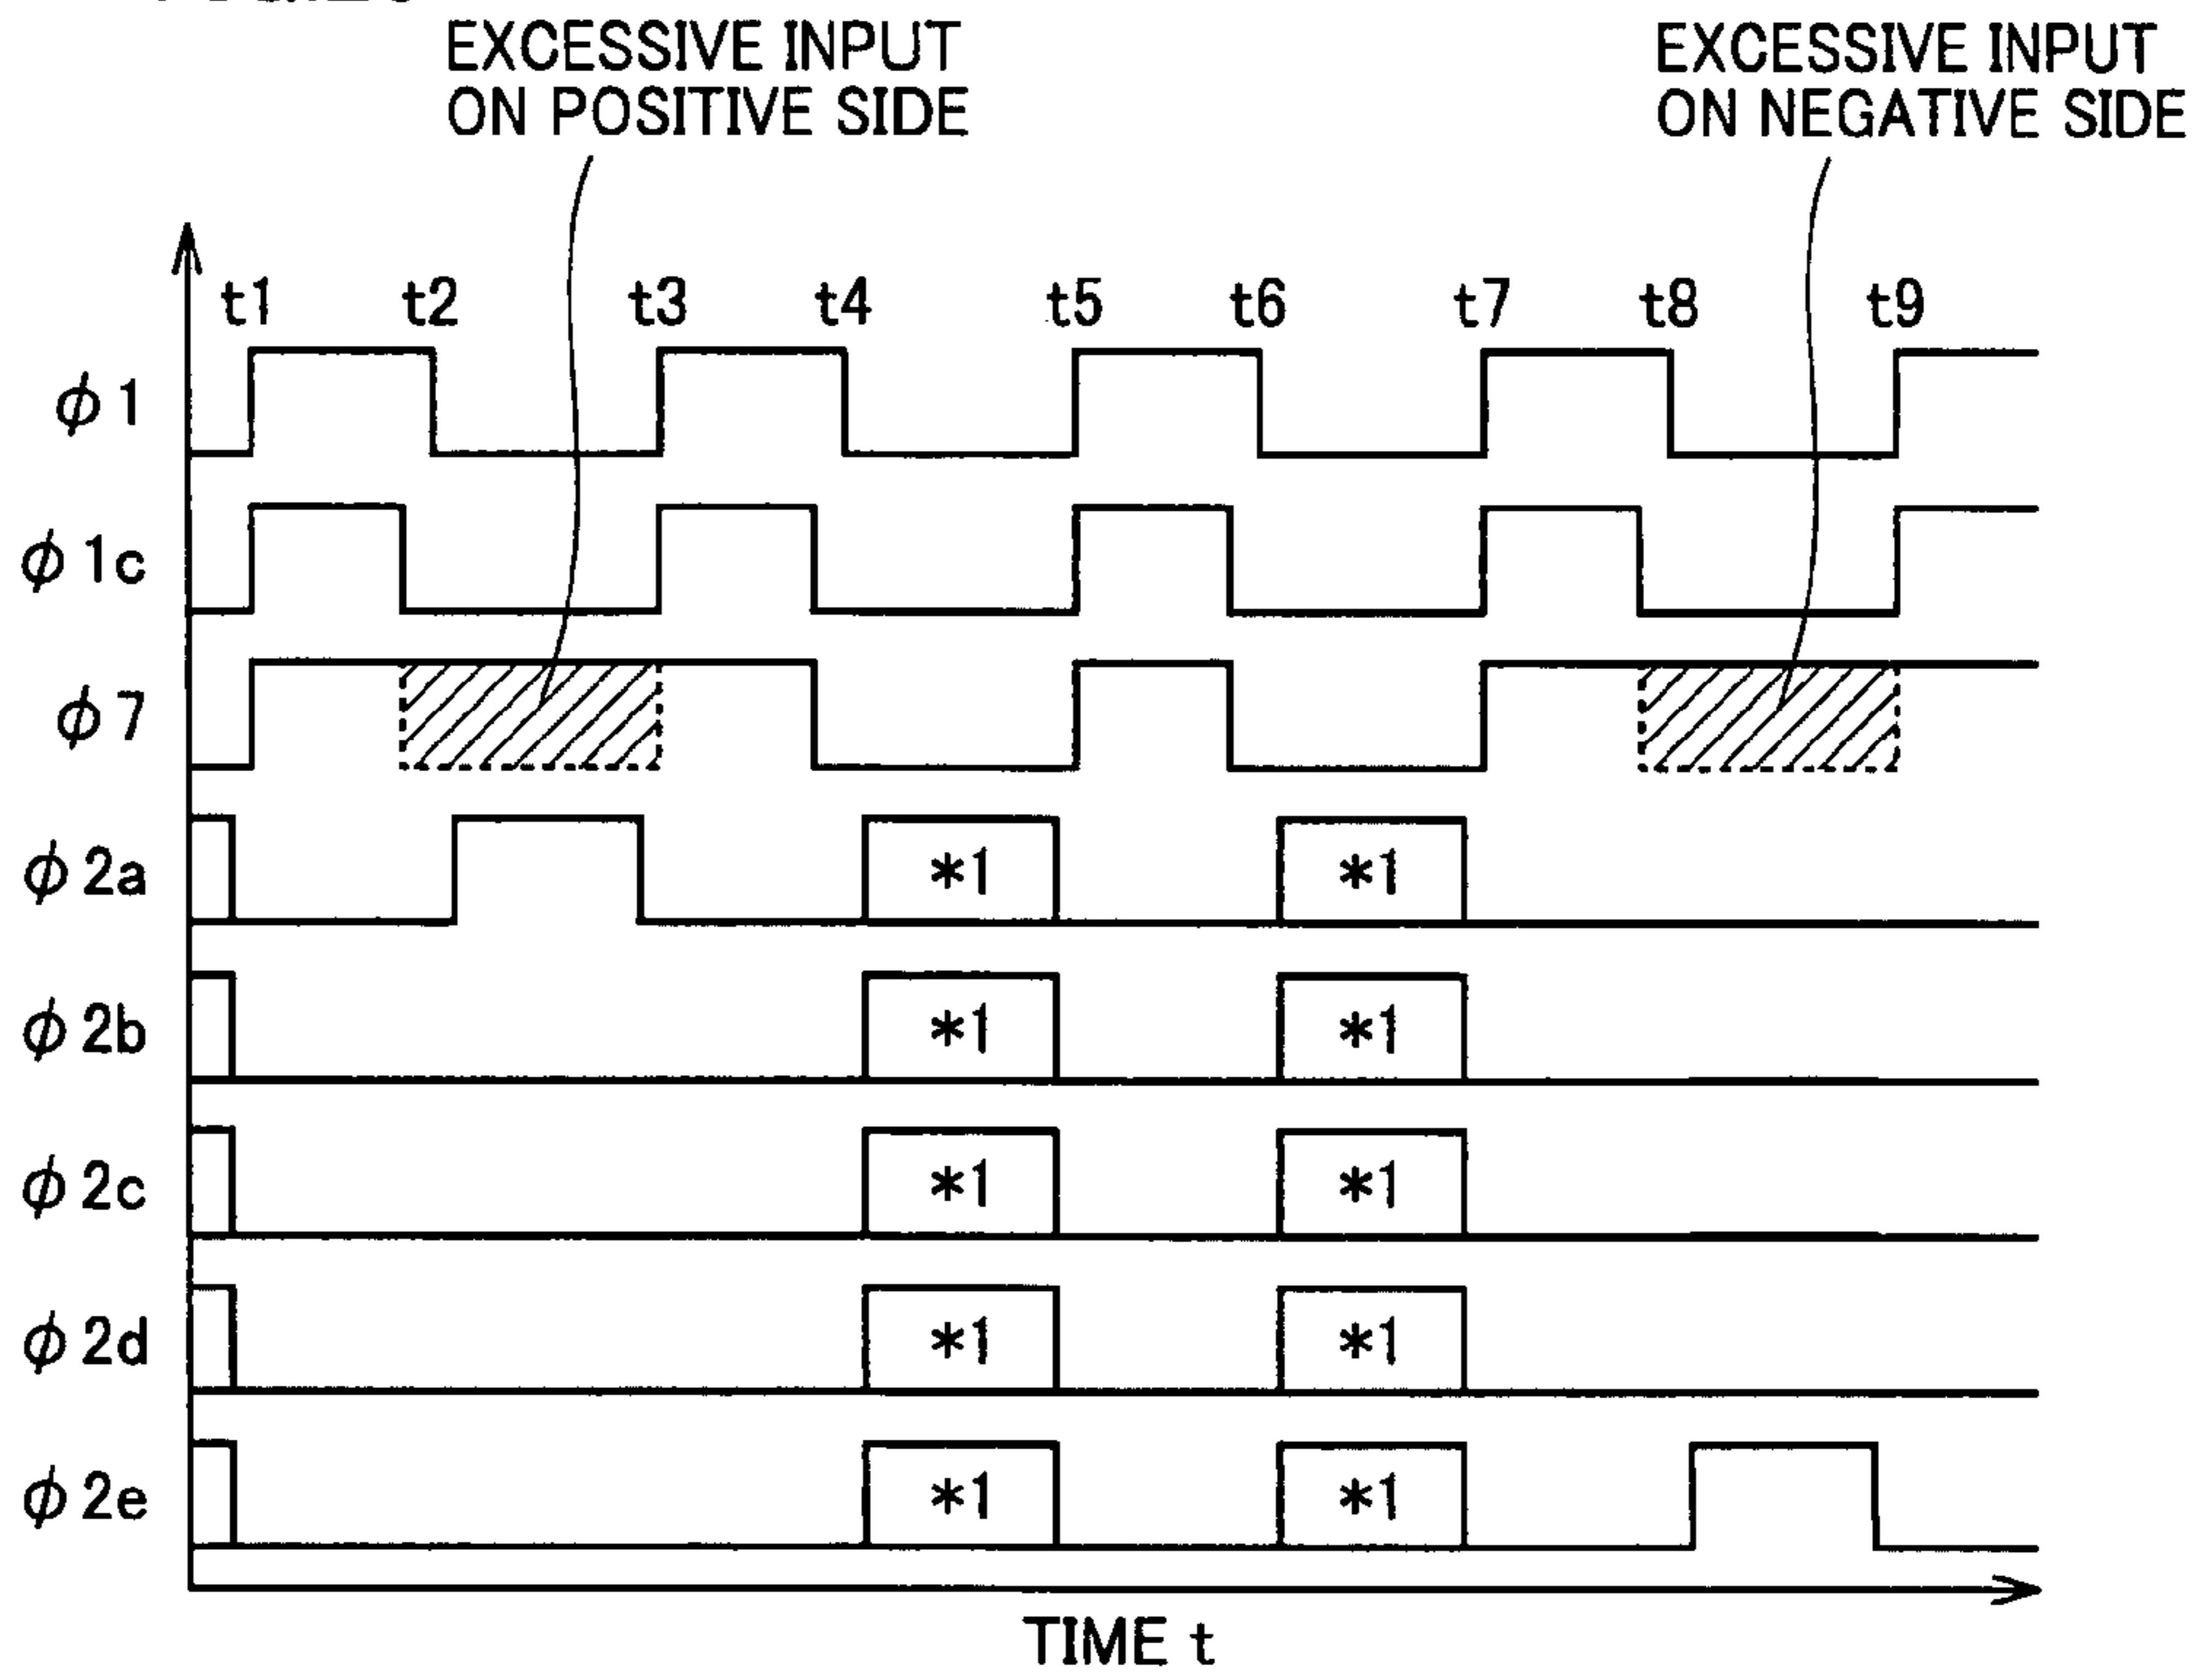 EXCESSIVE INPUT
ON POSITIVE SIDE
EXCESSIVE INPUT
ON NEGATIVE SIDE
t1 t2 t3 t4 t5 t6 t7 t8 t9
ϕ1
ϕ1c
ϕ7
ϕ2a *1 *1
ϕ2b *1 *1
ϕ2c *1 *1
ϕ2d *1 *1
ϕ2e *1 *1
TIME t